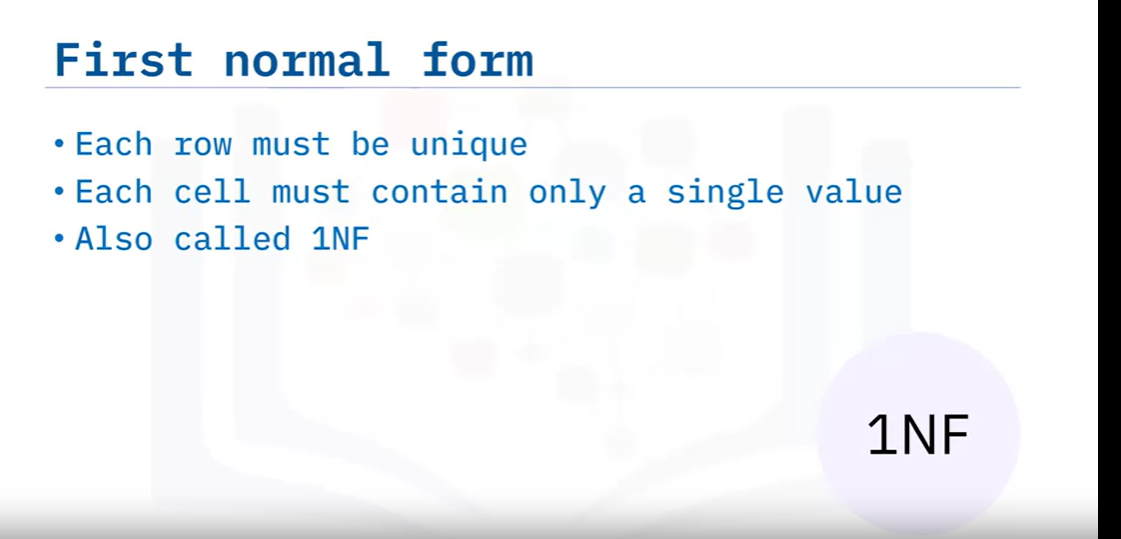 First normal form
• Each row must be unique
• Each cell must contain only a single value
• Also called 1NF
1NF